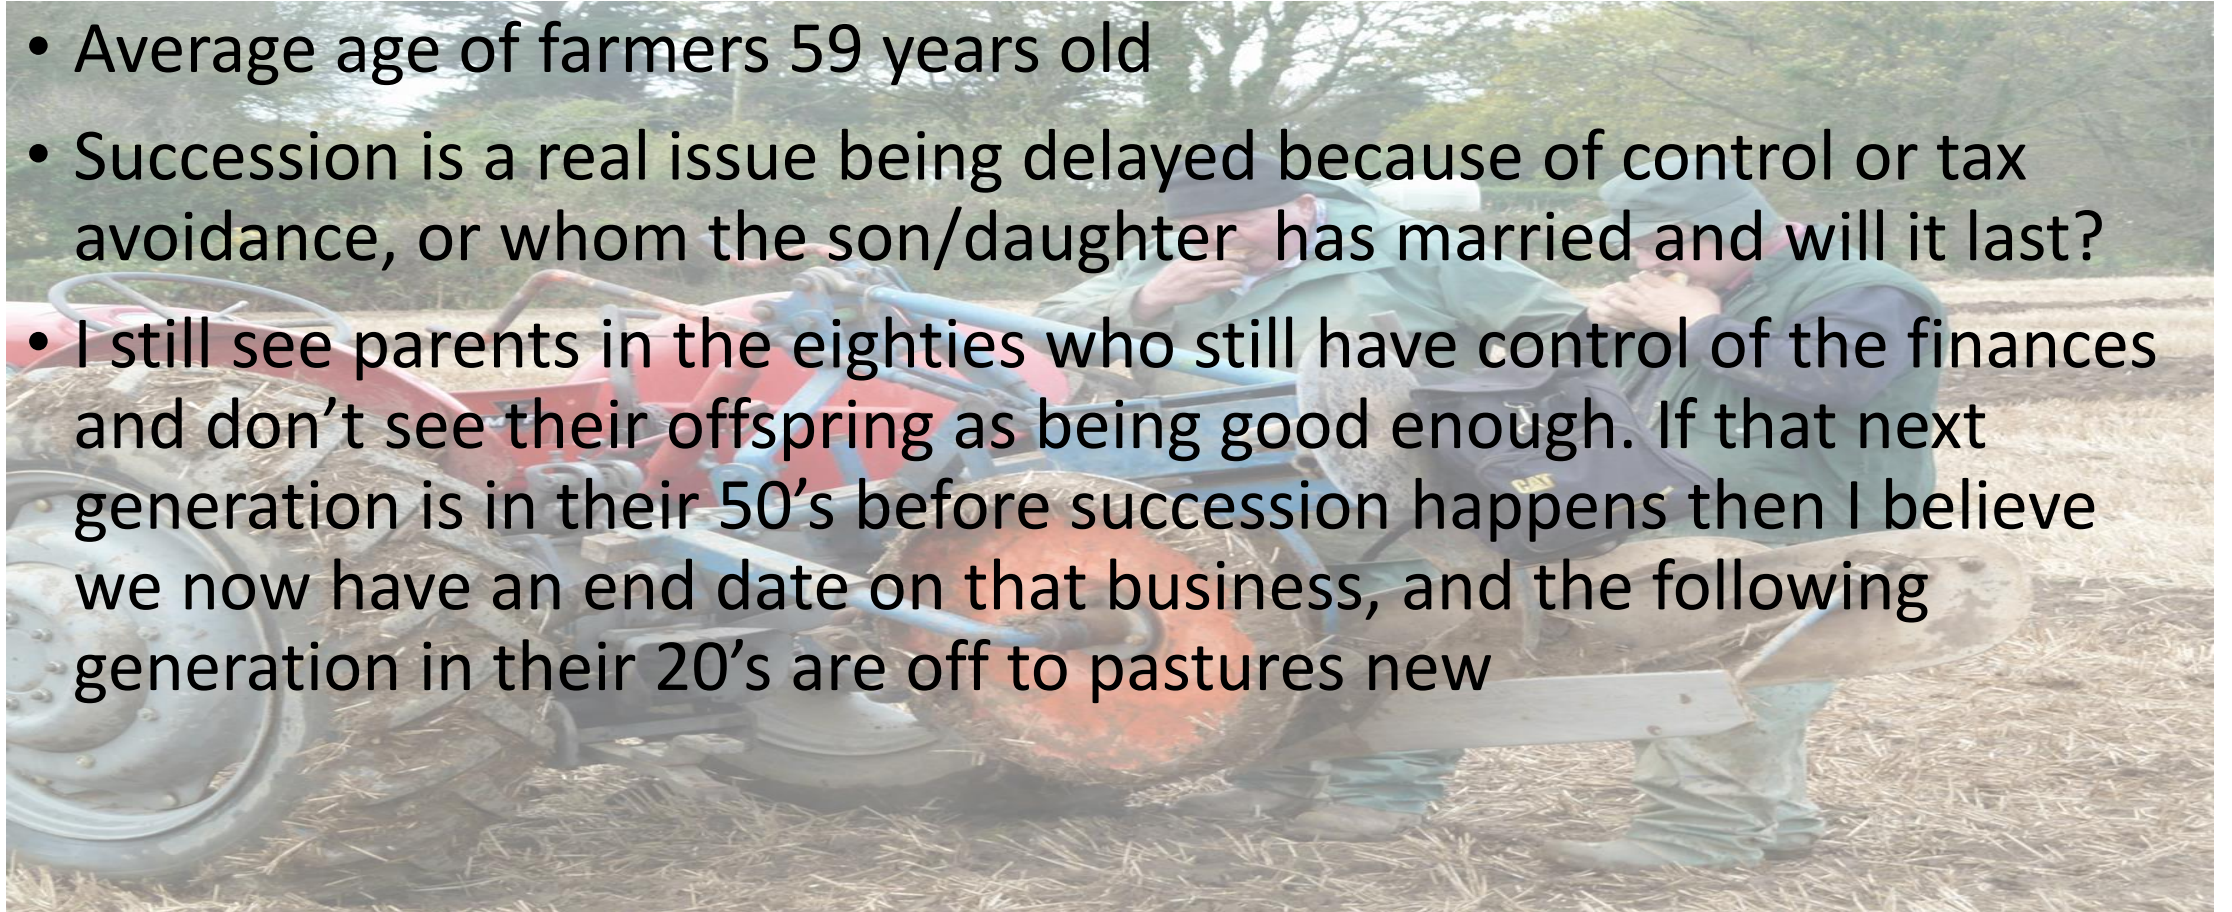 • Average age of farmers 59 years old
• Succession is a real issue being delayed because of control or tax
avoidance, or whom the son/daughter  has married and will it last?
• I still see parents in the eighties who still have control of the finances
and don’t see their offspring as being good enough. If that next
generation is in their 50’s before succession happens then I believe
we now have an end date on that business, and the following
generation in their 20’s are off to pastures new
CAT